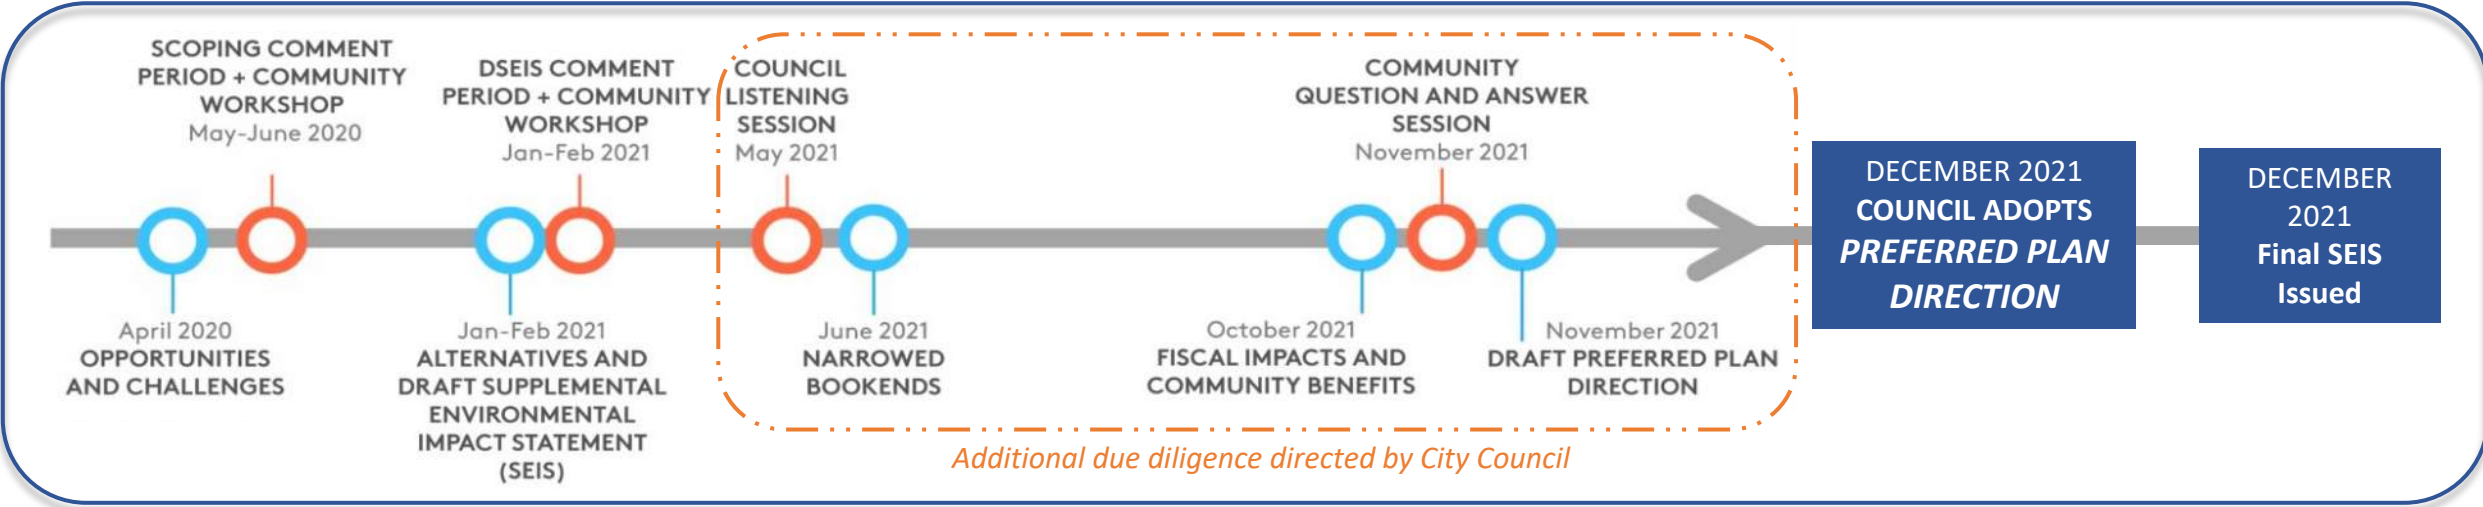 SCOPING COMMENT
PERIOD + COMMUNITY
WORKSHOP
May-June 2020
DSEIS COMMENT
PERIOD + COMMUNITY
WORKSHOP
Jan-Feb 2021
COUNCIL
LISTENING
SESSION
May 2021
COMMUNITY
QUESTION AND ANSWER
SESSION
November 2021
April 2020
OPPORTUNITIES
AND CHALLENGES
Jan-Feb 2021
ALTERNATIVES AND
DRAFT SUPPLEMENTAL
ENVIRONMENTAL
IMPACT STATEMENT
(SEIS)
June 2021
NARROWED
BOOKENDS
October 2021
FISCAL IMPACTS AND
COMMUNITY BENEFITS
November 2021
DRAFT PREFERRED PLAN
DIRECTION
Additional due diligence directed by City Council
DECEMBER 2021
COUNCIL ADOPTS
PREFERRED PLAN
DIRECTION
DECEMBER
2021
Final SEIS
Issued